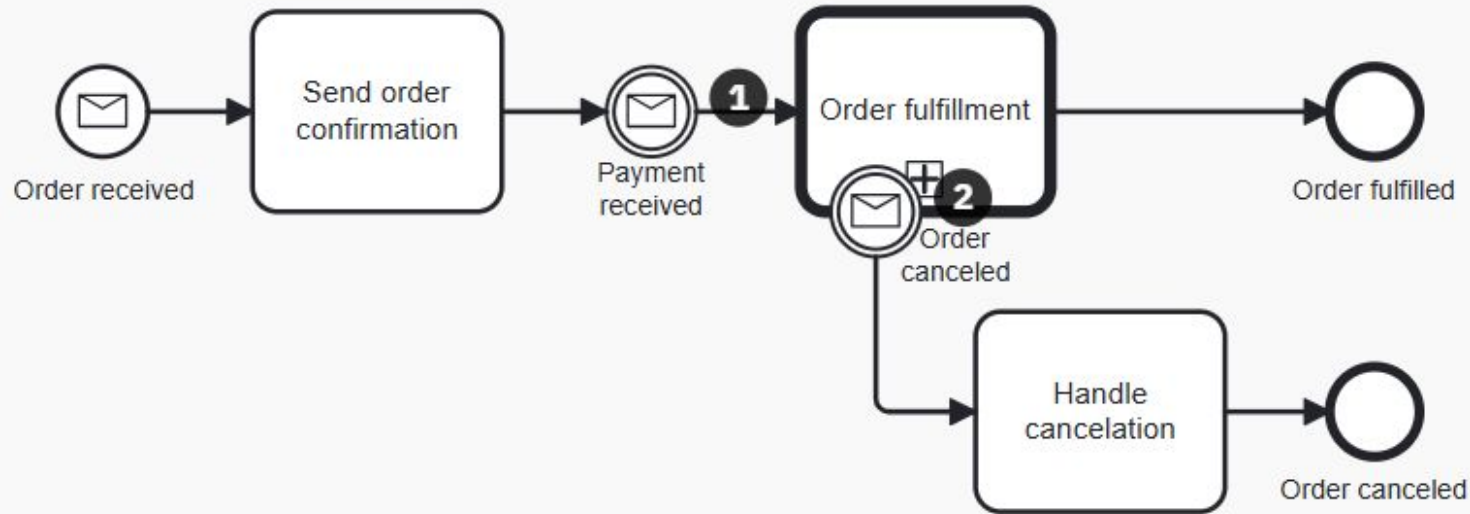 Order received
Send order
confirmation
Payment
received
1
Order fulfillment
2
Order
canceled
Order fulfilled
Handle
cancelation
Order canceled